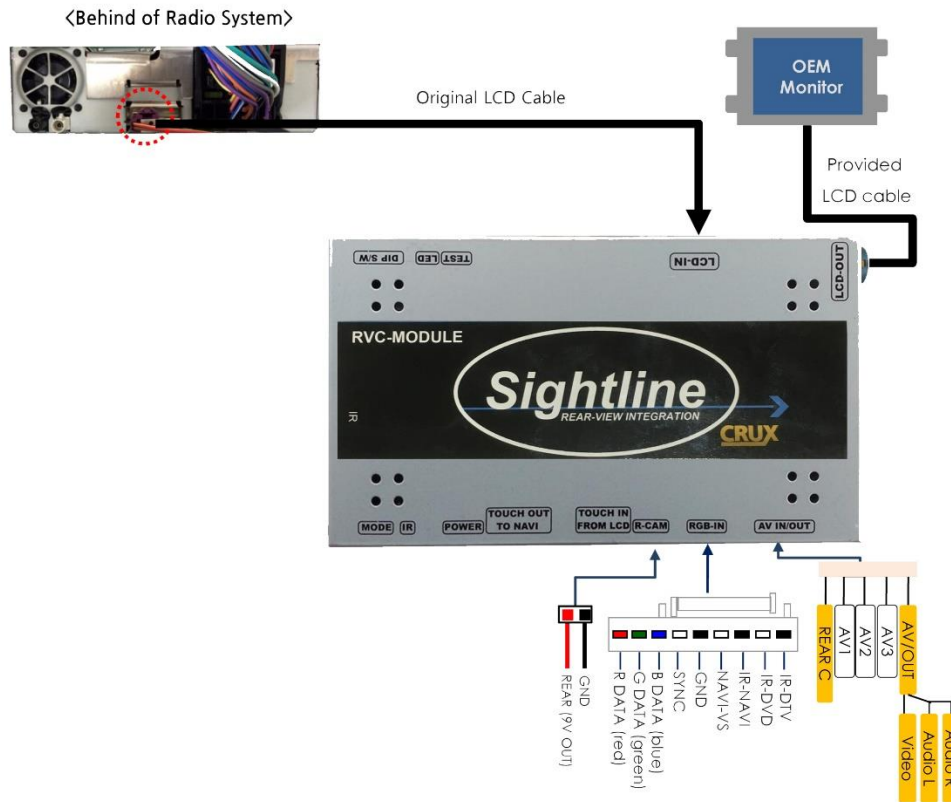 <Behind of Radio System>
Original LCD Cable
OEM
Monitor
Provided
LCD cable
DIP S/W
LED
TEST
LCD-IN
LCD-OUT
RVC-MODULE
Sightline
REAR-VIEW INTEGRATION
CRUX
IR
MODE
IR
POWER
TOUCH OUT
TO NAVI
TOUCH IN
FROM LCD
R-CAM
RGB-IN
AV IN/OUT
REAR (9V OUT)
GND
R DATA (red)
G DATA (green)
B DATA (blue)
SYNC
GND
NAVI-VS
IR-NAVI
IR-DVD
IR-DTV
REAR C
AV1
AV2
AV3
AV/OUT
Video
Audio L
Audio R